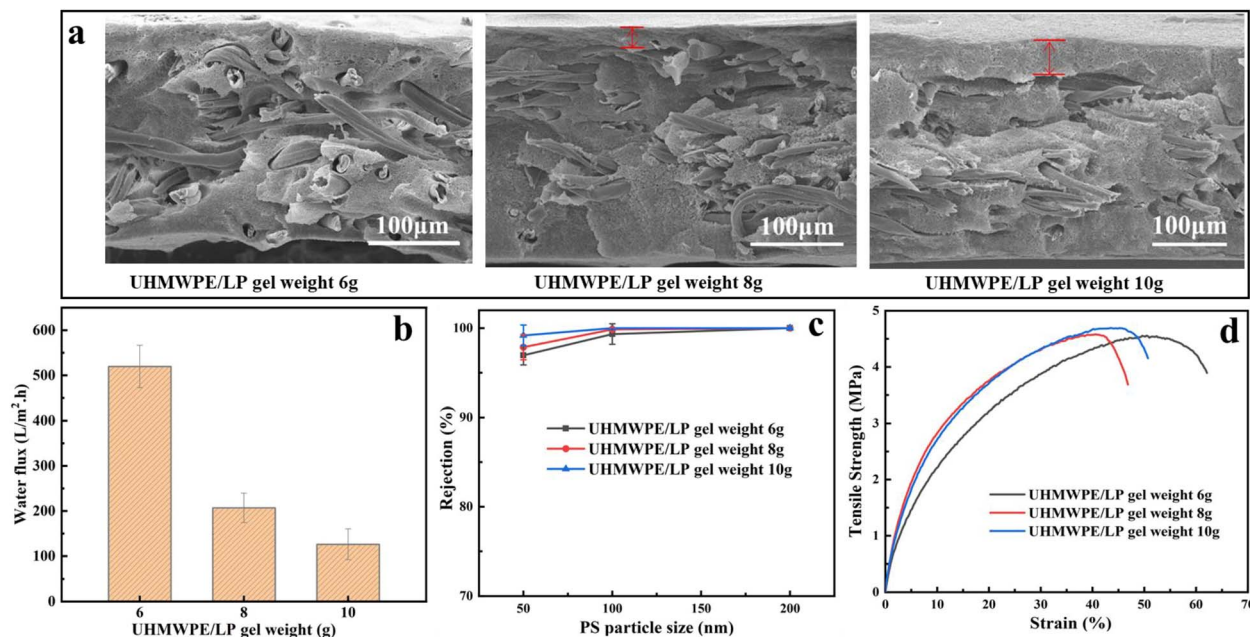 a
100μm
100μm
100μm
UHMWPE/LP gel weight 6g
UHMWPE/LP gel weight 8g
UHMWPE/LP gel weight 10g
b
Water flux (L/m².h)
600
500
400
300
200
100
0
6
8
10
UHMWPE/LP gel weight (g)
c
Rejection (%)
100
90
80
70
UHMWPE/LP gel weight 6g
UHMWPE/LP gel weight 8g
UHMWPE/LP gel weight 10g
50
100
150
200
PS particle size (nm)
d
Tensile Strength (MPa)
5
4
3
2
1
0
UHMWPE/LP gel weight 6g
UHMWPE/LP gel weight 8g
UHMWPE/LP gel weight 10g
0
10
20
30
40
50
60
70
Strain (%)